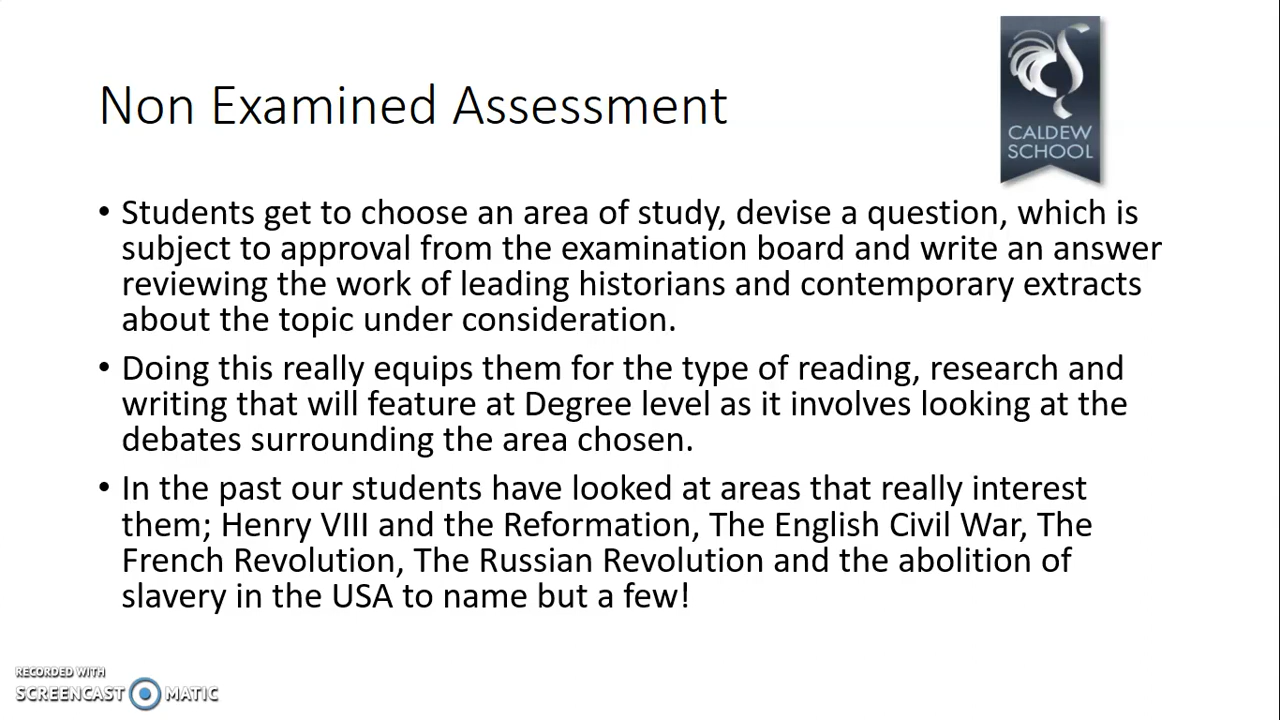 Non Examined Assessment
CALDEW
SCHOOL
• Students get to choose an area of study, devise a question, which is
subject to approval from the examination board and write an answer
reviewing the work of leading historians and contemporary extracts
about the topic under consideration.
• Doing this really equips them for the type of reading, research and
writing that will feature at Degree level as it involves looking at the
debates surrounding the area chosen.
• In the past our students have looked at areas that really interest
them; Henry VIII and the Reformation, The English Civil War, The
French Revolution, The Russian Revolution and the abolition of
slavery in the USA to name but a few!
RECORDED WITH
SCREENCAST MATIC